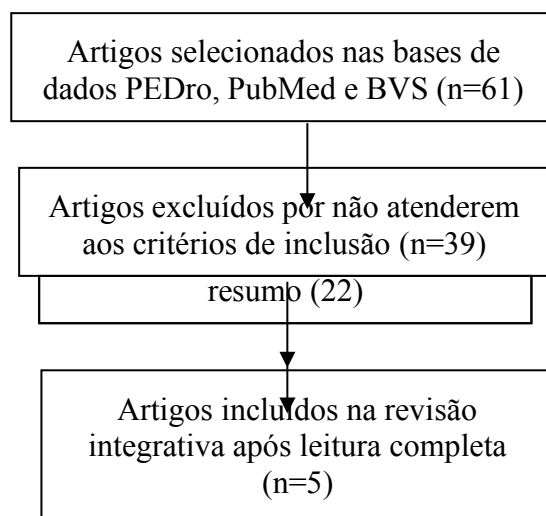 Artigos selecionados nas bases de
dados PEDro, PubMed e BVS (n=61)
Artigos excluídos por não atenderem
aos critérios de inclusão (n=39)
resumo (22)
Artigos incluídos na revisão
integrativa após leitura completa
(n=5)